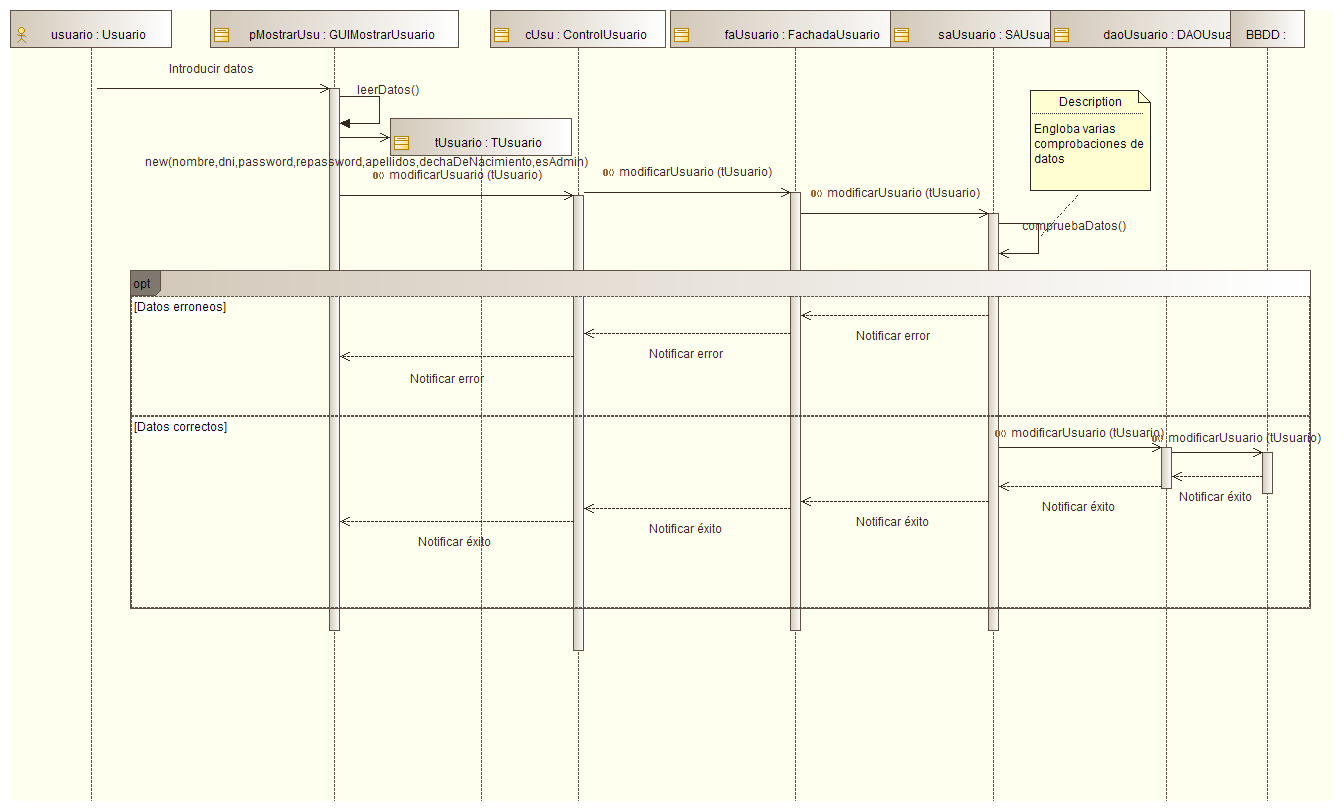 usuario : Usuario
pMostrarUsu : GUIMostrarUsuario
cUsu : ControlUsuario
faUsuario : FachadaUsuario
saUsuario : SAUsua
daoUsuario : DAOUsua
BBDD :
Introducir datos
leerDatos()
Description
Engloba varias
comprobaciones de
datos
tUsuario : TUsuario
new(nombre,dni,password,repassword,apellidos,dechaDeNacimiento,esAdmin)
modificarUsuario (tUsuario)
modificarUsuario (tUsuario)
modificarUsuario (tUsuario)
compruebaDatos()
opt
[Datos erroneos]
Notificar error
Notificar error
Notificar error
[Datos correctos]
modificarUsuario (tUsuario)
modificarUsuario (tUsuario)
Notificar éxito
Notificar éxito
Notificar éxito
Notificar éxito
Notificar éxito